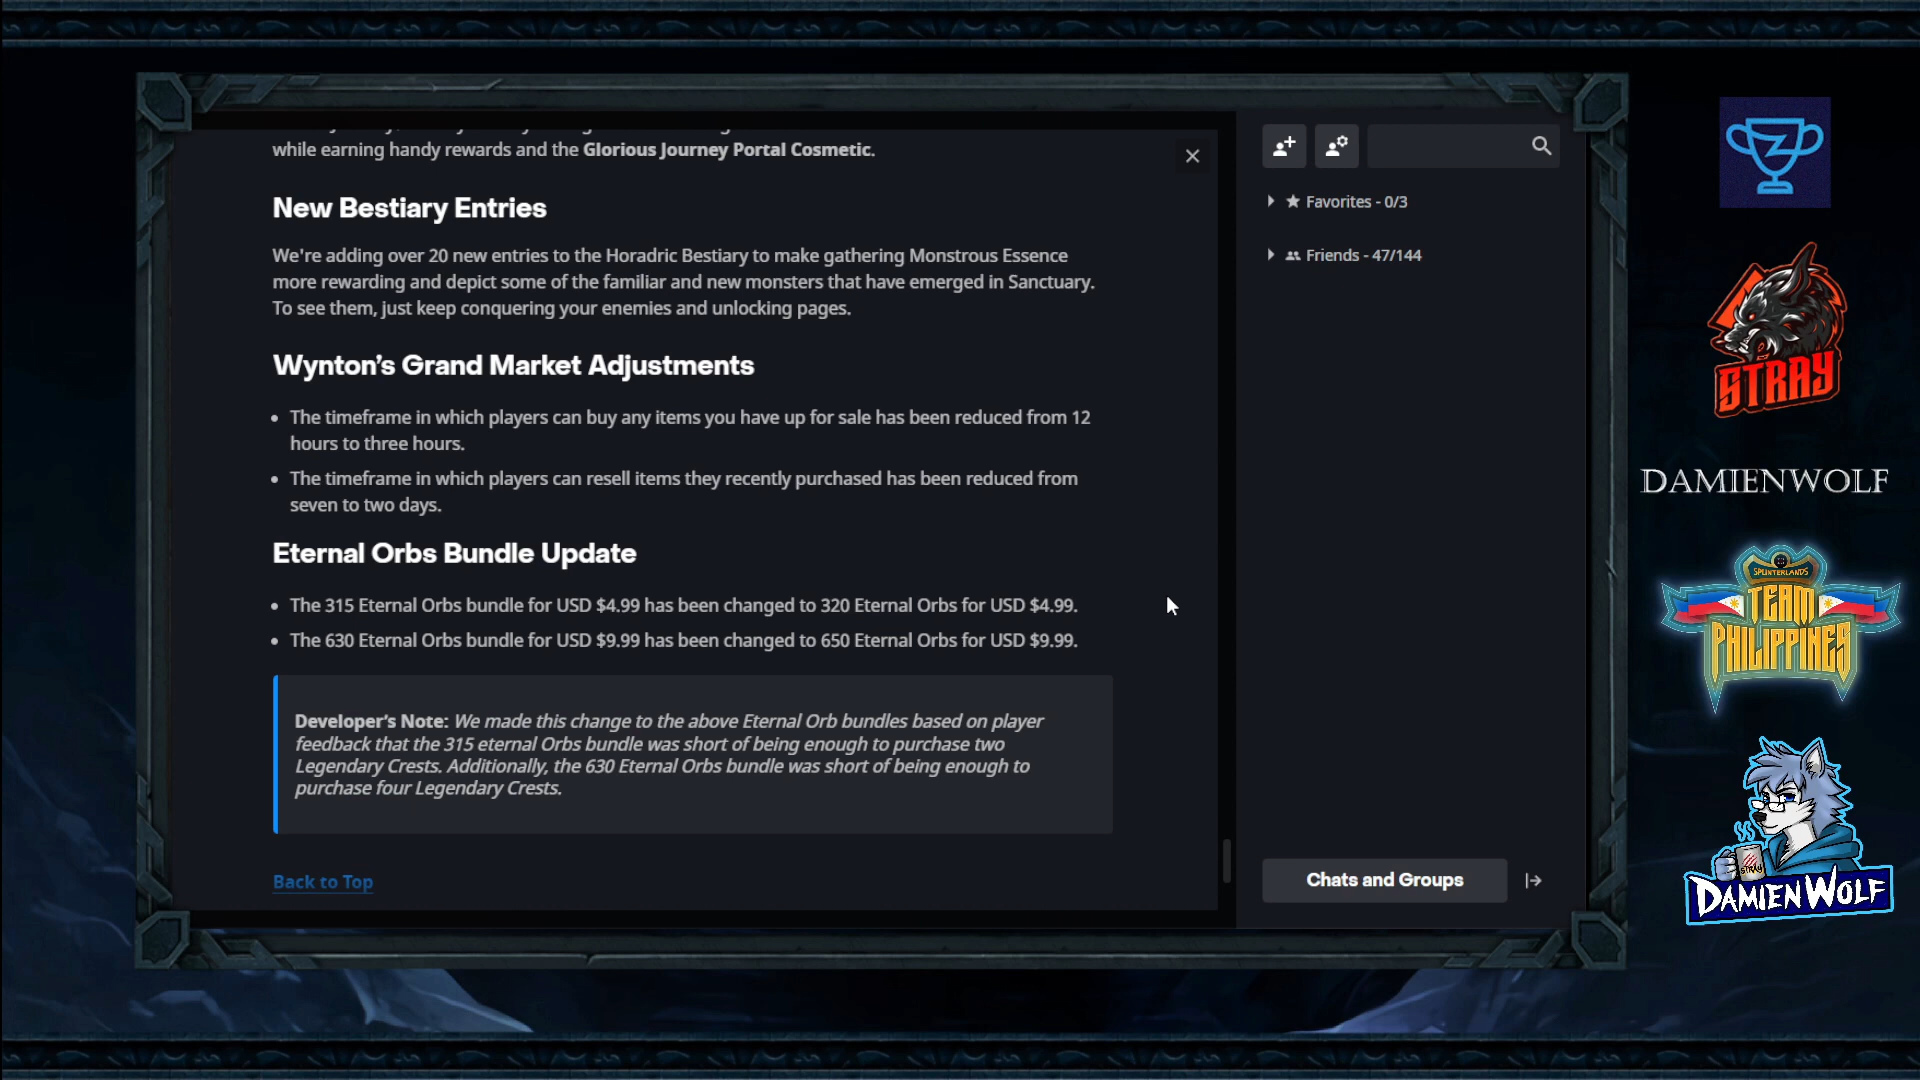 while earning handy rewards and the Glorious Journey Portal Cosmetic.
New Bestiary Entries
We're adding over 20 new entries to the Horadric Bestiary to make gathering Monstrous Essence
more rewarding and depict some of the familiar and new monsters that have emerged in Sanctuary.
To see them, just keep conquering your enemies and unlocking pages.
Wynton’s Grand Market Adjustments
• The timeframe in which players can buy any items you have up for sale has been reduced from 12
hours to three hours.
• The timeframe in which players can resell items they recently purchased has been reduced from
seven to two days.
Eternal Orbs Bundle Update
• The 315 Eternal Orbs bundle for USD $4.99 has been changed to 320 Eternal Orbs for USD $4.99.
• The 630 Eternal Orbs bundle for USD $9.99 has been changed to 650 Eternal Orbs for USD $9.99.
Developer’s Note: We made this change to the above Eternal Orb bundles based on player
feedback that the 315 eternal Orbs bundle was short of being enough to purchase two
Legendary Crests. Additionally, the 630 Eternal Orbs bundle was short of being enough to
purchase four Legendary Crests.
Back to Top
Favorites - 0/3
Friends - 47/144
Chats and Groups
STRAY
DAMIENWOLF
SPLINTERLANDS
TEAM
PHILIPPINES
STRAY
DAMIENWOLF